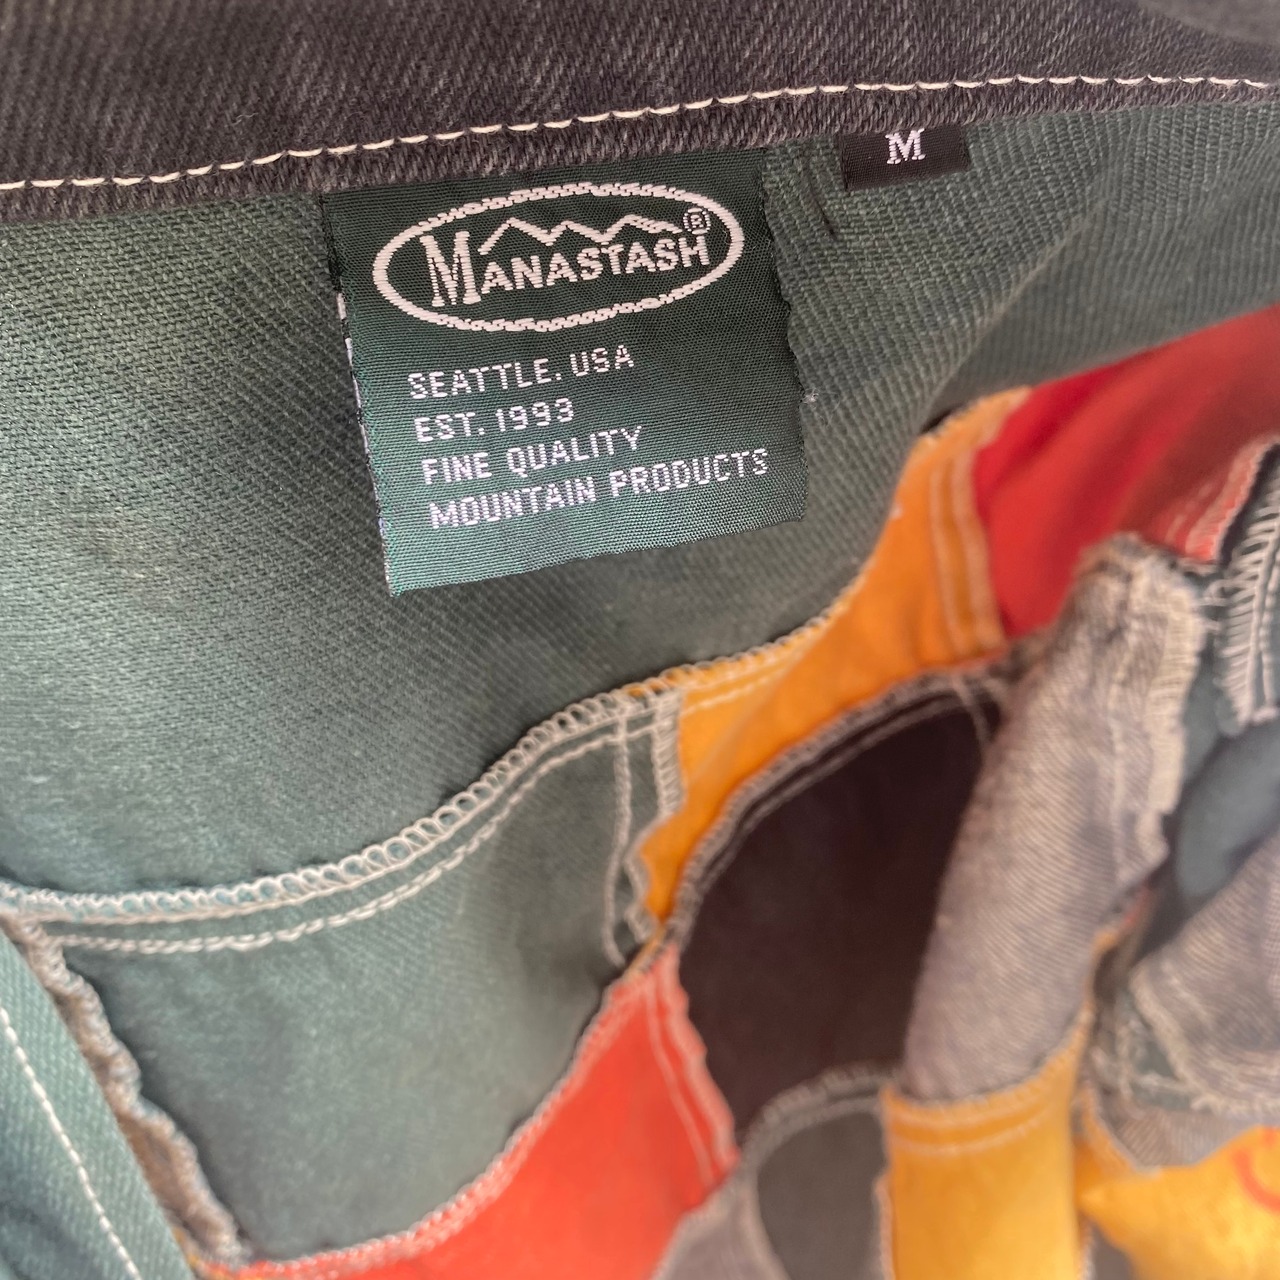 M
MANASTASH®
SEATTLE. USA
EST. 1993
FINE QUALITY
MOUNTAIN PRODUCTS